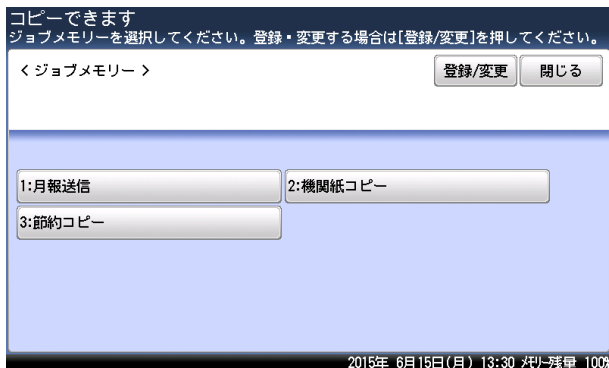 コピーできます
ジョブメモリーを選択してください。登録・変更する場合は[登録/変更]を押してください。
< ジョブメモリー >
登録/変更 閉じる
1:月報送信 2:機関紙コピー
3:節約コピー
2015年 6月15日(月) 13:30 メモリー残量 100%